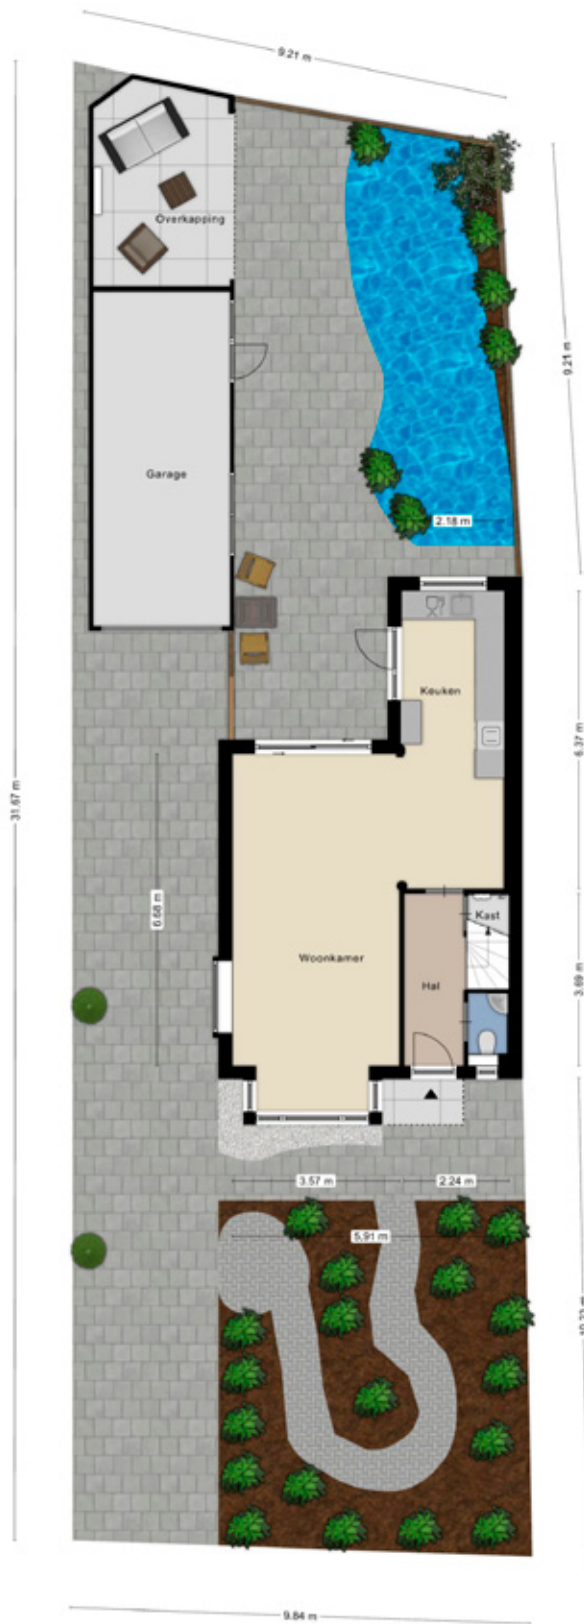 9.21 m
Overkapping
9.21 m
Garage
2.18 m
Keuken
6.37 m
31.67 m
6.68 m
Kast
Woonkamer
Hal
3.69 m
3.57 m
2.24 m
5.91 m
9.84 m